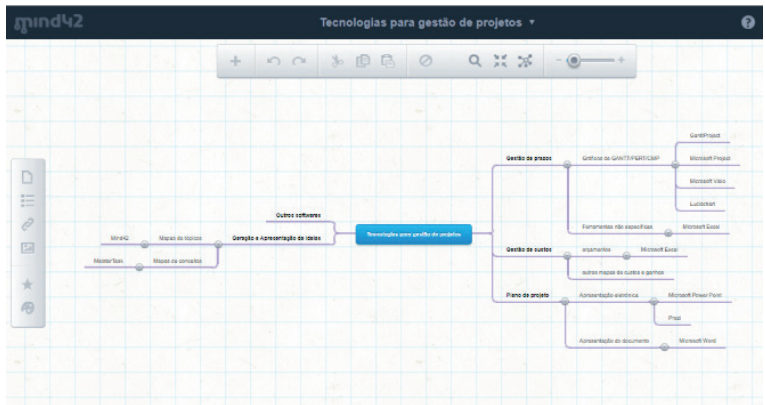 mind42
Tecnologias para gestão de projetos
?
Outros softwares
Geração e Apresentação de ideias
Mapas de tópicos
Mind42
Mapas de conceitos
MeisterTask
Tecnologias para gestão de projetos
Gestão de prazos
Gráficos de GANTT/PERT/CMP
GanttProject
Microsoft Project
Microsoft Visio
Lucidchart
Ferramentas não específicas
Microsoft Excel
Gestão de custos
orçamentos
Microsoft Excel
outros mapas de custos e ganhos
Plano de projeto
Apresentação eletrônica
Microsoft Power Point
Prezi
Apresentação do documento
Microsoft Word